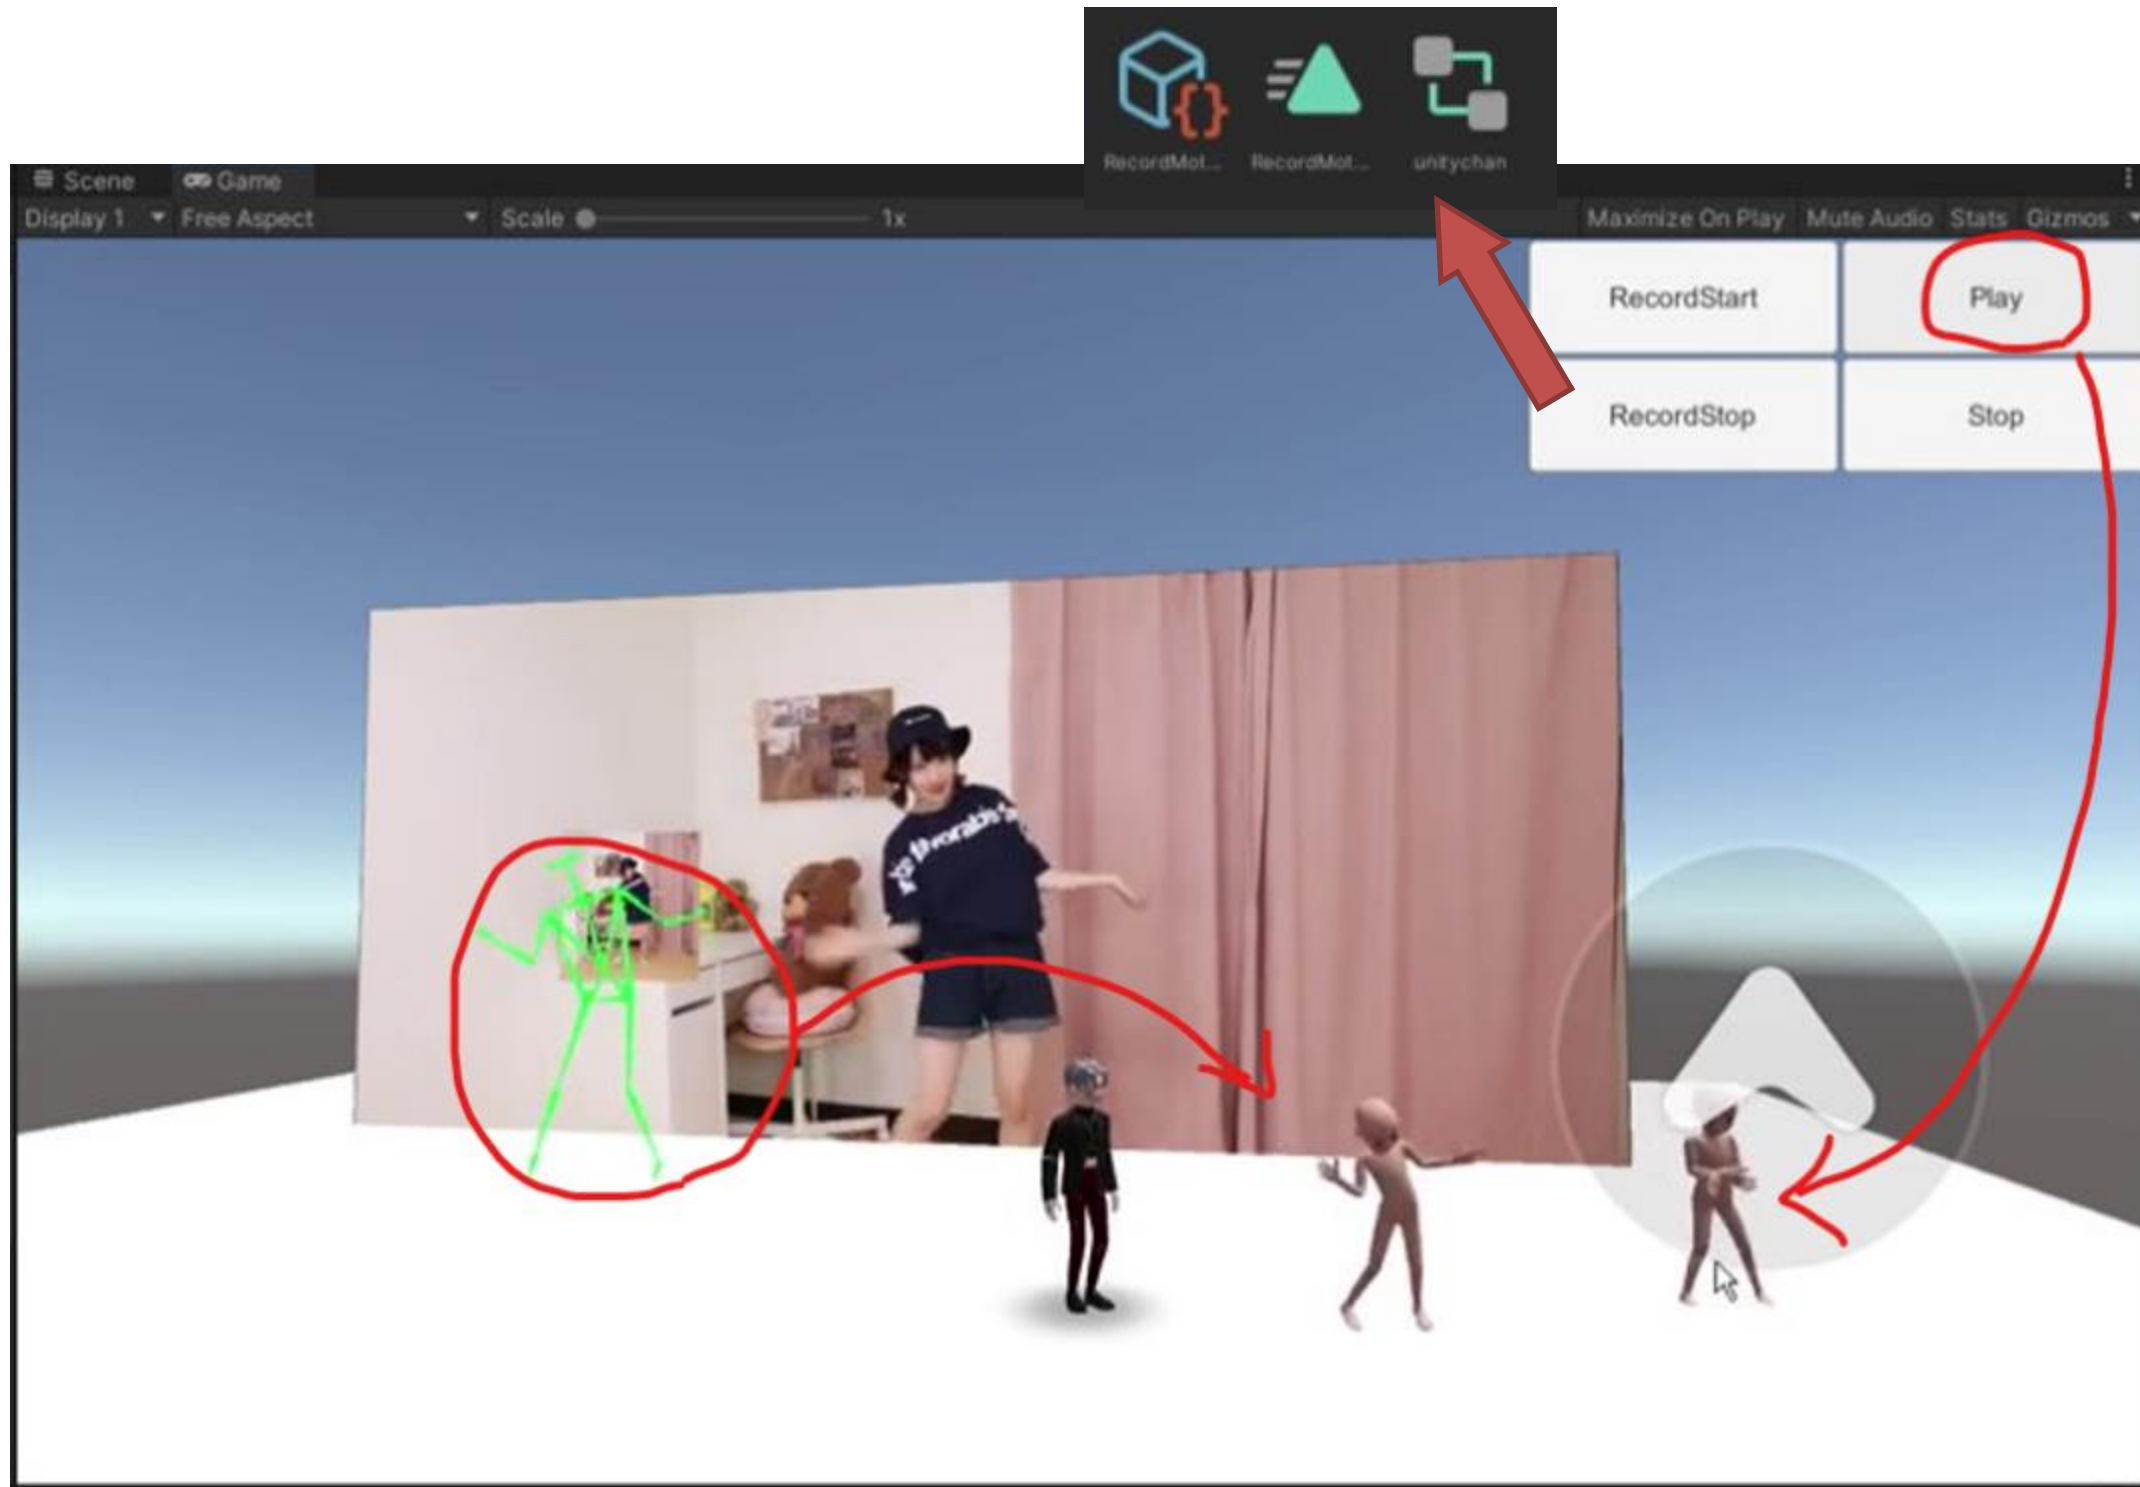 RecordMot...
RecordMot...
unitychan
Scene
Game
Display 1
Free Aspect
Scale
1x
Maximize On Play
Mute Audio
Stats
Gizmos
RecordStart
Play
RecordStop
Stop